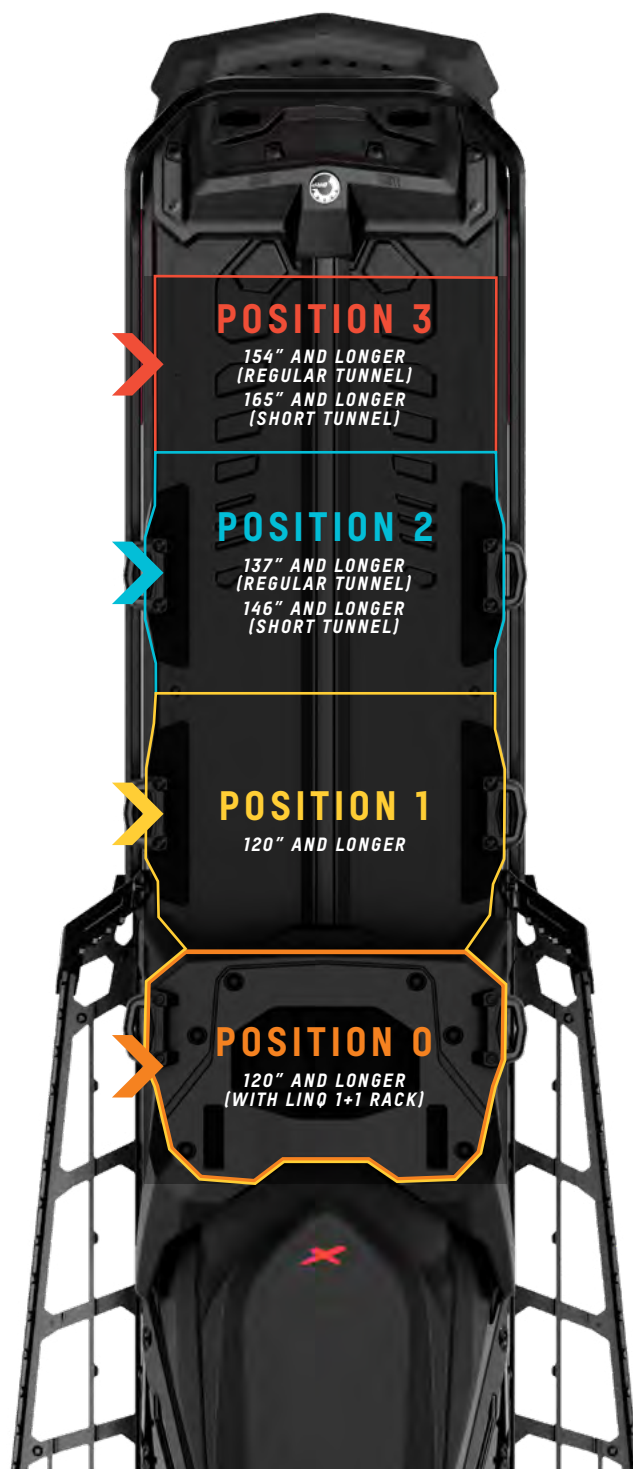 POSITION 3
154” AND LONGER
(REGULAR TUNNEL)
165” AND LONGER
(SHORT TUNNEL)
POSITION 2
137” AND LONGER
(REGULAR TUNNEL)
146” AND LONGER
(SHORT TUNNEL)
POSITION 1
120” AND LONGER
POSITION 0
120” AND LONGER
(WITH LINQ 1+1 RACK)